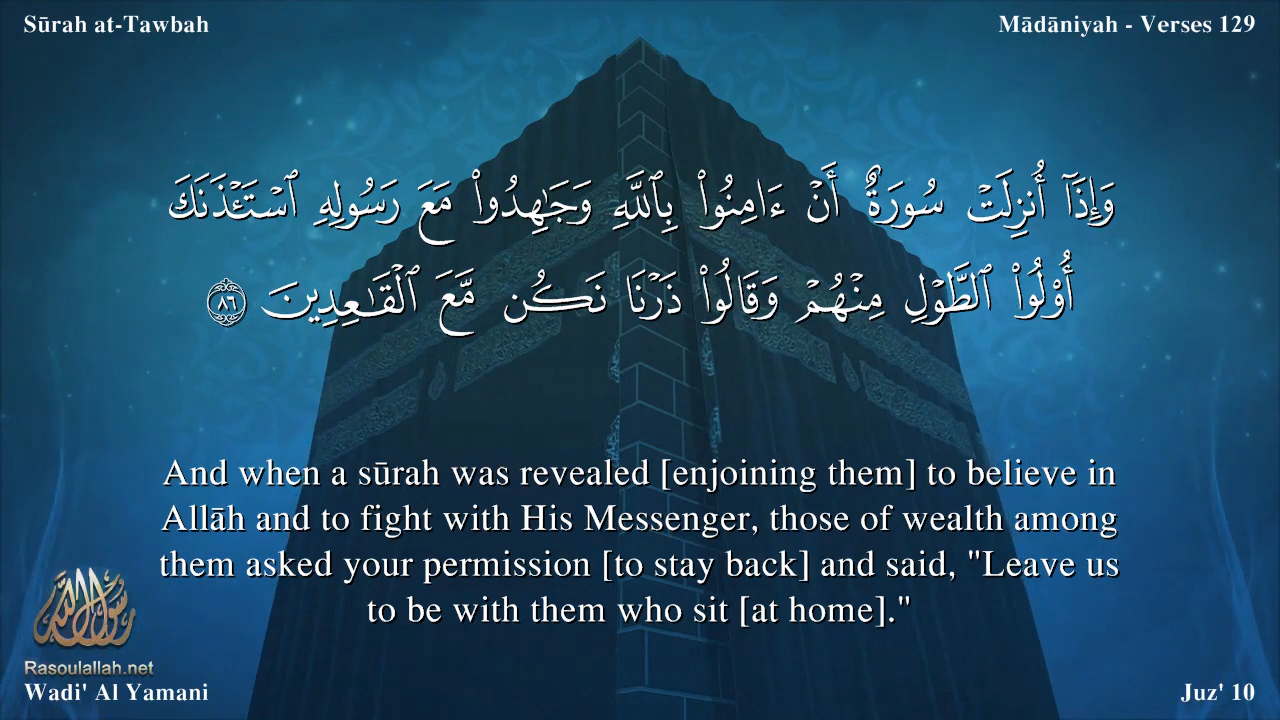 Sūrah at-Tawbah
Mādāniyah - Verses 129
وَإِذَآ أُنزِلَتْ سُورَةٌ أَنْ ءَامِنُوا۟ بِٱللَّهِ وَجَـٰهِدُوا۟ مَعَ رَسُولِهِ ٱسْتَـْٔذَنَكَ
أُو۟لُوا۟ ٱلطَّوْلِ مِنْهُمْ وَقَالُوا۟ ذَرْنَا نَكُن مَّعَ ٱلْقَـٰعِدِينَ ٨٦
And when a sūrah was revealed [enjoining them] to believe in
Allāh and to fight with His Messenger, those of wealth among
them asked your permission [to stay back] and said, "Leave us
to be with them who sit [at home]."
رسول الله
Rasoulallah.net
Wadi' Al Yamani
Juz' 10